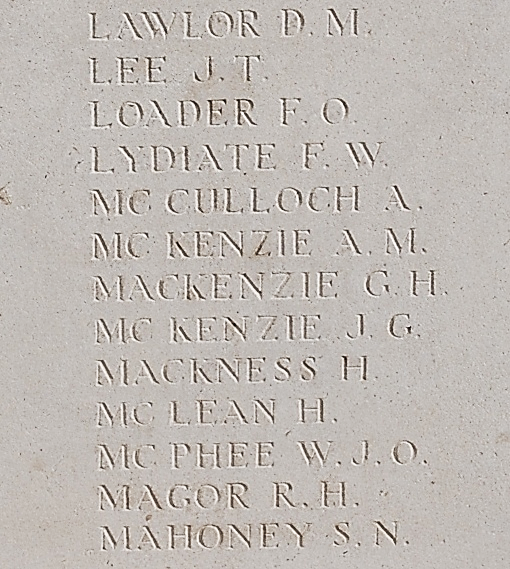 LAWLOR D. M.
LEE J. T.
LOADER F. O.
LYDIATE F. W.
MC CULLOCH A.
MC KENZIE A. M.
MACKENZIE G. H.
MC KENZIE J. G.
MACKNESS H.
MC LEAN H.
MC PHEE W. J. O.
MAGOR R. H.
MAHONEY S. N.